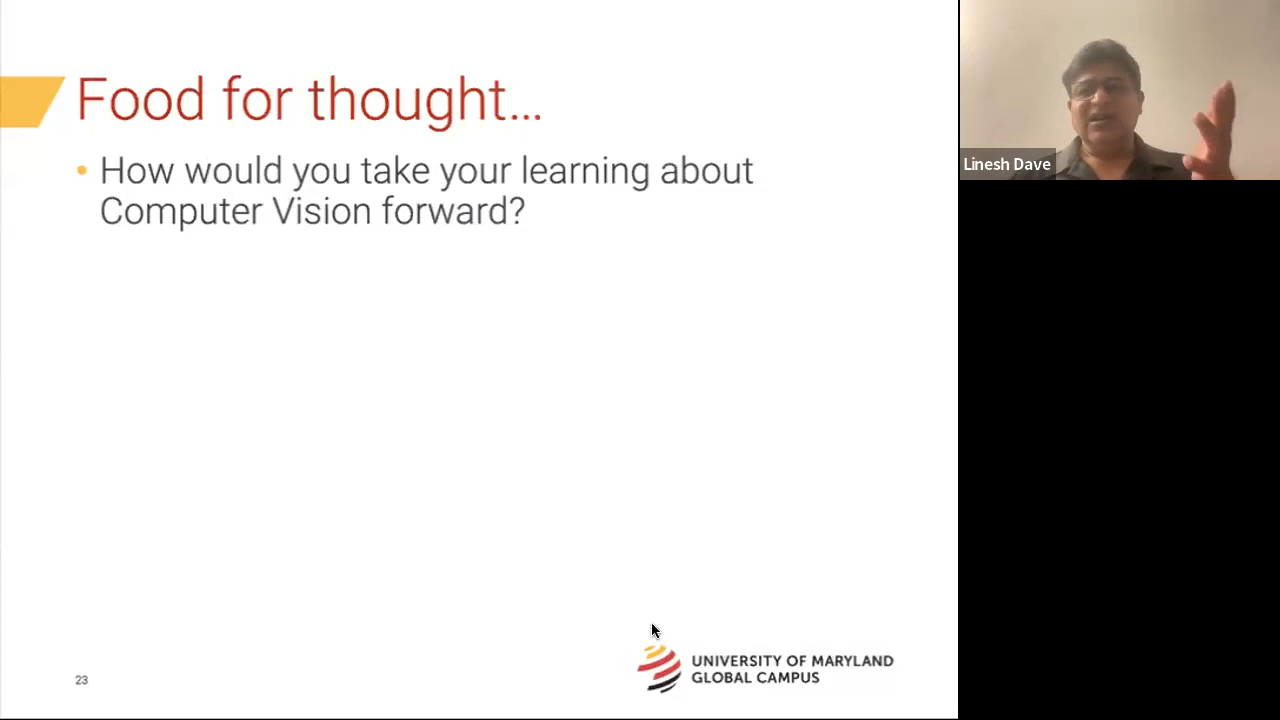 Food for thought...
• How would you take your learning about
Computer Vision forward?
Linesh Dave
23
UNIVERSITY OF MARYLAND
GLOBAL CAMPUS